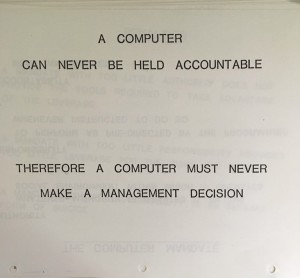 A COMPUTER
CAN NEVER BE HELD ACCOUNTABLE
THEREFORE A COMPUTER MUST NEVER
MAKE A MANAGEMENT DECISION